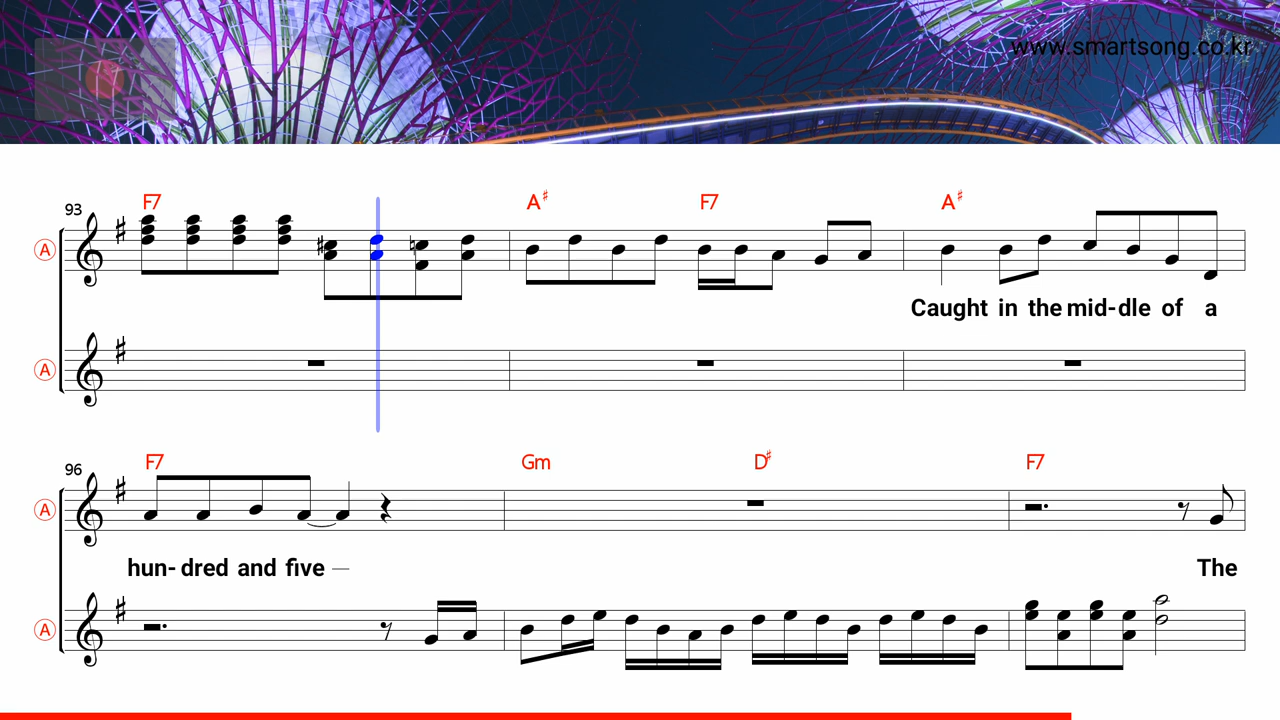 www.smartsong.co.kr
F7 A♯ F7 A♯
93
A
Caught in the mid-dle of a
A
F7 Gm D♯ F7
96
A
hun-dred and five — The
A